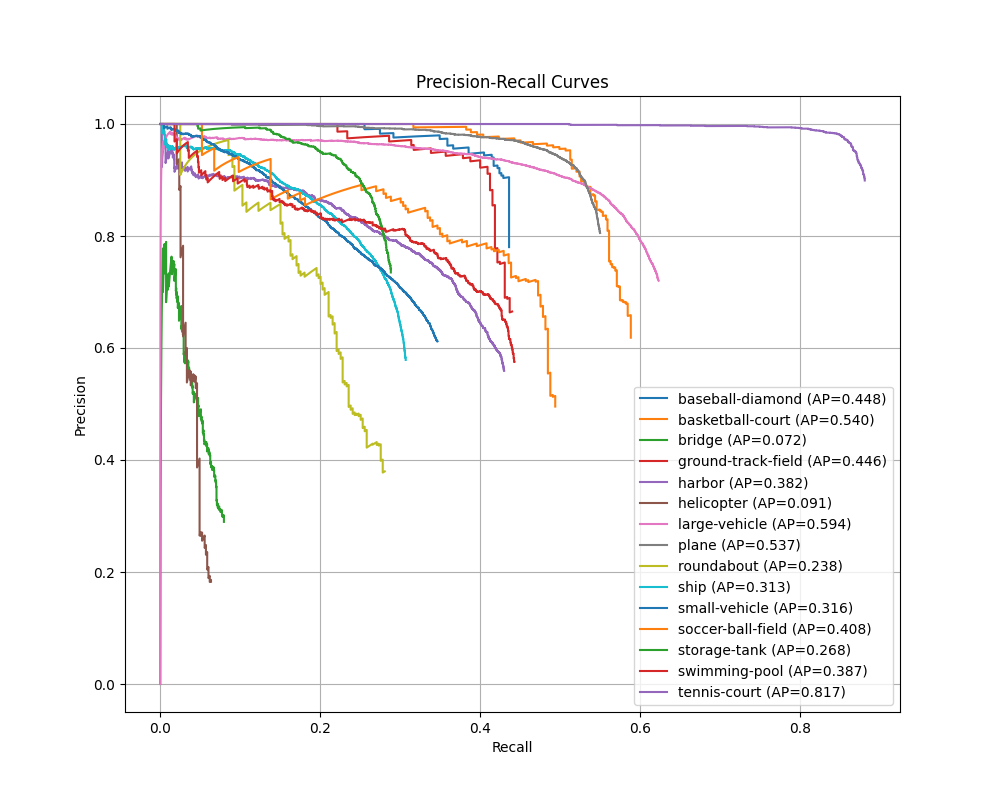 Precision-Recall Curves
1.0
0.8
0.6
0.4
0.2
0.0
Precision
0.0 0.2 0.4 0.6 0.8
Recall
baseball-diamond (AP=0.448)
basketball-court (AP=0.540)
bridge (AP=0.072)
ground-track-field (AP=0.446)
harbor (AP=0.382)
helicopter (AP=0.091)
large-vehicle (AP=0.594)
plane (AP=0.537)
roundabout (AP=0.238)
ship (AP=0.313)
small-vehicle (AP=0.316)
soccer-ball-field (AP=0.408)
storage-tank (AP=0.268)
swimming-pool (AP=0.387)
tennis-court (AP=0.817)